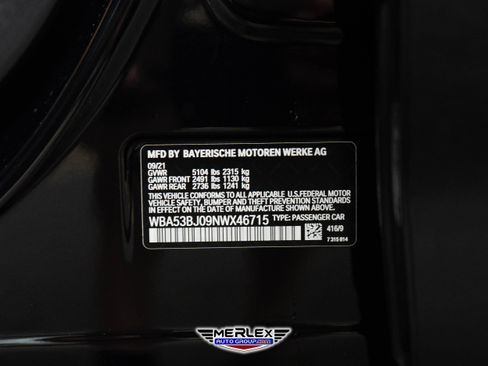 MFD BY BAYERISCHE MOTOREN WERKE AG
09/21
GVWR 5104 lbs 2315 kg
GAWR FRONT 2491 lbs 1130 kg
GAWR REAR 2736 lbs 1241 kg
THIS VEHICLE CONFORMS TO ALL APPLICABLE U.S.FEDERAL MOTOR
VEHICLE SAFETY, BUMPER, AND THEFT PREVENTION STANDARDS
IN EFFECT ON THE DATE OF MANUFACTURE SHOWN ABOVE.
WBA53BJ09NWX46715 TYPE: PASSENGER CAR
416/9
7 315 814
MERLEX
AUTO GROUP.com